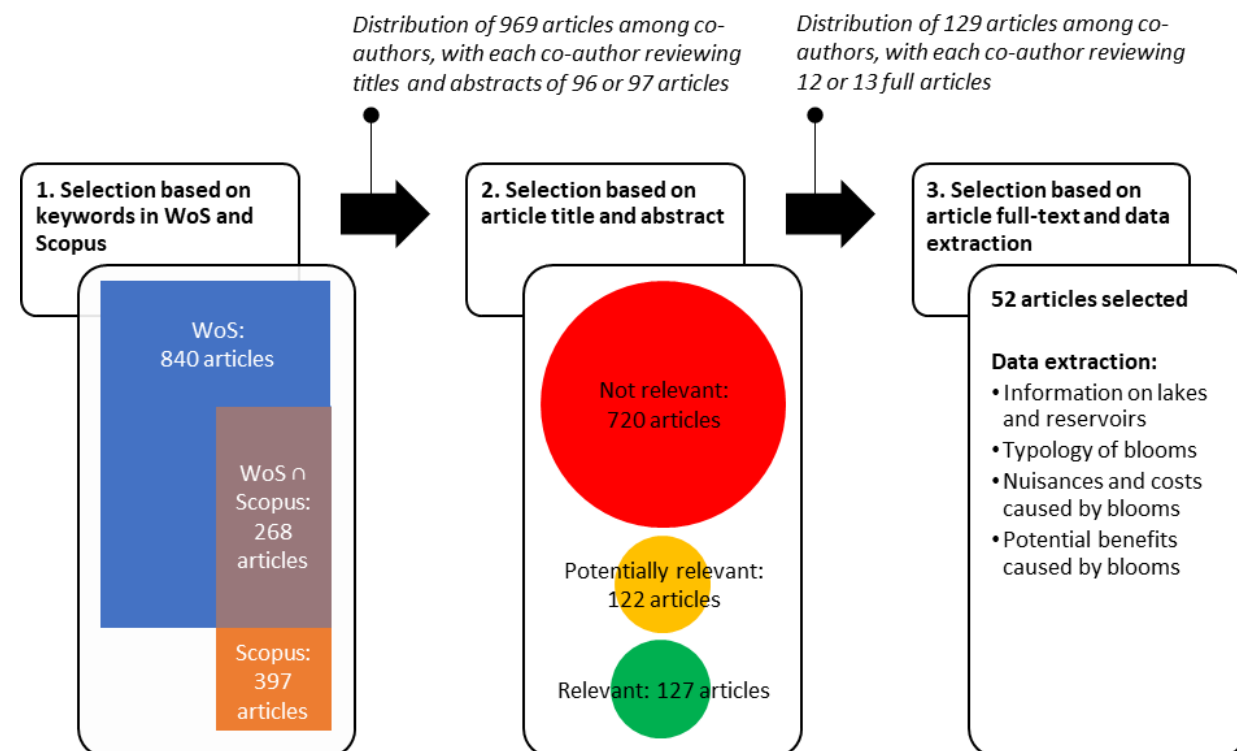 Distribution of 969 articles among co-
authors, with each co-author reviewing
titles and abstracts of 96 or 97 articles
Distribution of 129 articles among co-
authors, with each co-author reviewing
12 or 13 full articles
1. Selection based on
keywords in WoS and
Scopus
WoS:
840 articles
WoS ∩
Scopus:
268
articles
Scopus:
397
articles
2. Selection based on
article title and abstract
Not relevant:
720 articles
Potentially relevant:
122 articles
Relevant: 127 articles
3. Selection based on
article full-text and data
extraction
52 articles selected
Data extraction:
• Information on lakes
and reservoirs
• Typology of blooms
• Nuisances and costs
caused by blooms
• Potential benefits
caused by blooms